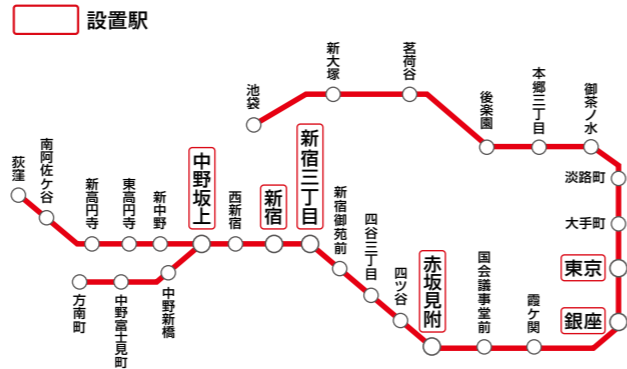 設置駅
池袋
新大塚
茗荷谷
後楽園
本郷三丁目
御茶ノ水
淡路町
大手町
東京
銀座
霞ケ関
国会議事堂前
赤坂見附
四ツ谷
四谷三丁目
新宿御苑前
新宿三丁目
新宿
西新宿
中野坂上
新中野
東高円寺
新高円寺
南阿佐ケ谷
荻窪
中野新橋
中野富士見町
方南町